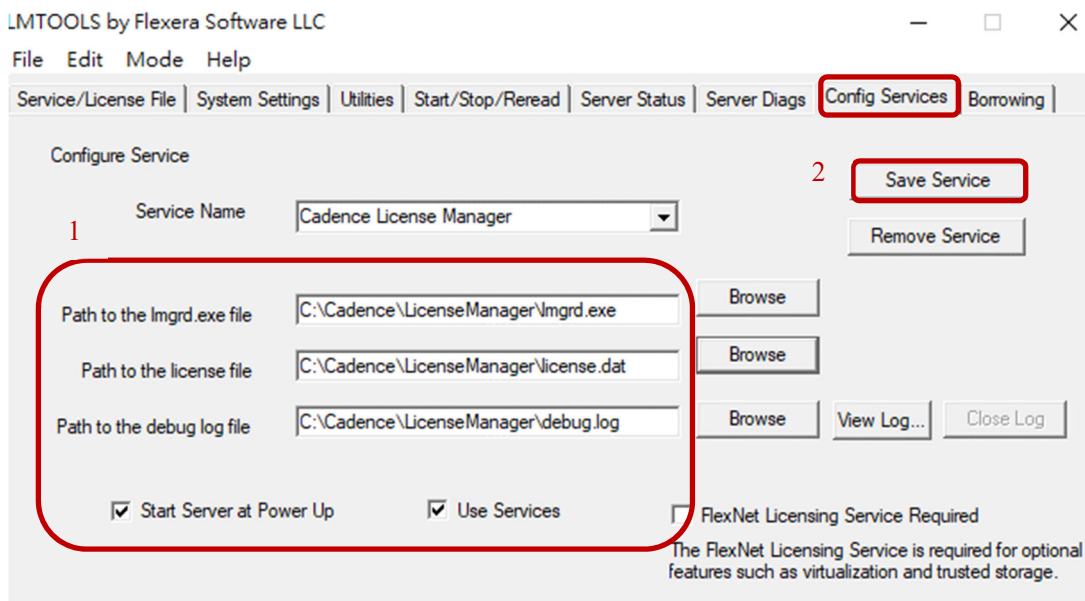 LMTOOLS by Flexera Software LLC
File Edit Mode Help
Service/License File System Settings Utilities Start/Stop/Reread Server Status Server Diags Config Services Borrowing
Configure Service
2 Save Service
Service Name Cadence License Manager
1
Remove Service
Path to the lmgrd.exe file C:\Cadence\LicenseManager\lmgrd.exe Browse
Path to the license file C:\Cadence\LicenseManager\license.dat Browse
Path to the debug log file C:\Cadence\LicenseManager\debug.log Browse View Log... Close Log
Start Server at Power Up Use Services FlexNet Licensing Service Required
The FlexNet Licensing Service is required for optional
features such as virtualization and trusted storage.